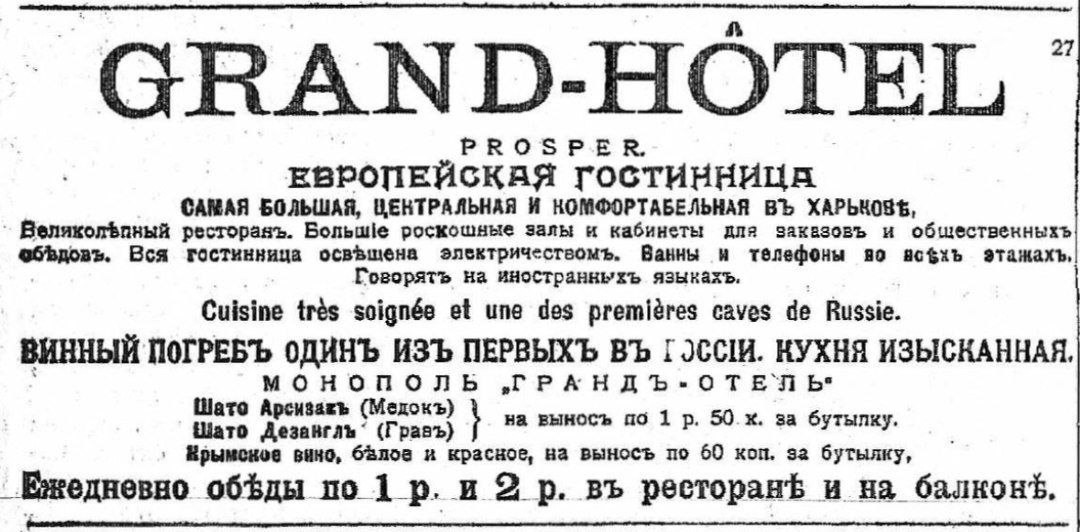 27
GRAND-HÔTEL
PROSPER.
ЕВРОПЕЙСКАЯ ГОСТИННИЦА
САМАЯ БОЛЬШАЯ, ЦЕНТРАЛЬНАЯ И КОМФОРТАБЕЛЬНАЯ ВЪ ХАРЬКОВѢ,
Великолѣпный ресторан. Большіе роскошные залы и кабинеты для заказовъ и общественныхъ
обѣдовъ. Вся гостинница освѣщена электричествомъ. Ванны и телефоны во всѣхъ этажахъ.
Говорятъ на иностранныхъ языкахъ.
Cuisine très soignée et une des premières caves de Russie.
ВИННЫЙ ПОГРЕБЪ ОДИНЪ ИЗЪ ПЕРВЫХЪ ВЪ РОССІИ. КУХНЯ ИЗЫСКАННАЯ.
МОНОПОЛЬ „ГРАНДЪ-ОТЕЛЬ“
Шато Арсизакъ (Медокъ)
Шато Дезанглъ (Гравъ)
на выносъ по 1 р. 50 к. за бутылку.
Крымское вино, бѣлое и красное, на выносъ по 60 коп. за бутылку,
Ежедневно обѣды по 1 р. и 2 р. въ ресторанѣ и на балконѣ.